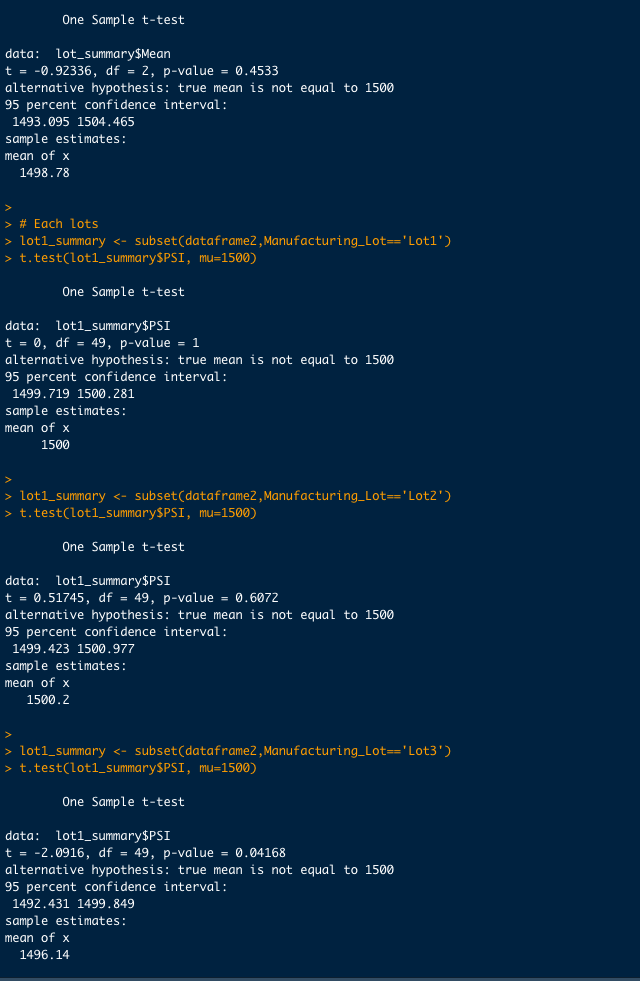 One Sample t-test
data:  lot_summary$Mean
t = -0.92336, df = 2, p-value = 0.4533
alternative hypothesis: true mean is not equal to 1500
95 percent confidence interval:
 1493.095 1504.465
sample estimates:
mean of x
  1498.78
>
> # Each lots
> lot1_summary <- subset(dataframe2,Manufacturing_Lot=='Lot1')
> t.test(lot1_summary$PSI, mu=1500)
One Sample t-test
data:  lot1_summary$PSI
t = 0, df = 49, p-value = 1
alternative hypothesis: true mean is not equal to 1500
95 percent confidence interval:
 1499.719 1500.281
sample estimates:
mean of x
     1500
>
> lot1_summary <- subset(dataframe2,Manufacturing_Lot=='Lot2')
> t.test(lot1_summary$PSI, mu=1500)
One Sample t-test
data:  lot1_summary$PSI
t = 0.51745, df = 49, p-value = 0.6072
alternative hypothesis: true mean is not equal to 1500
95 percent confidence interval:
 1499.423 1500.977
sample estimates:
mean of x
   1500.2
>
> lot1_summary <- subset(dataframe2,Manufacturing_Lot=='Lot3')
> t.test(lot1_summary$PSI, mu=1500)
One Sample t-test
data:  lot1_summary$PSI
t = -2.0916, df = 49, p-value = 0.04168
alternative hypothesis: true mean is not equal to 1500
95 percent confidence interval:
 1492.431 1499.849
sample estimates:
mean of x
  1496.14